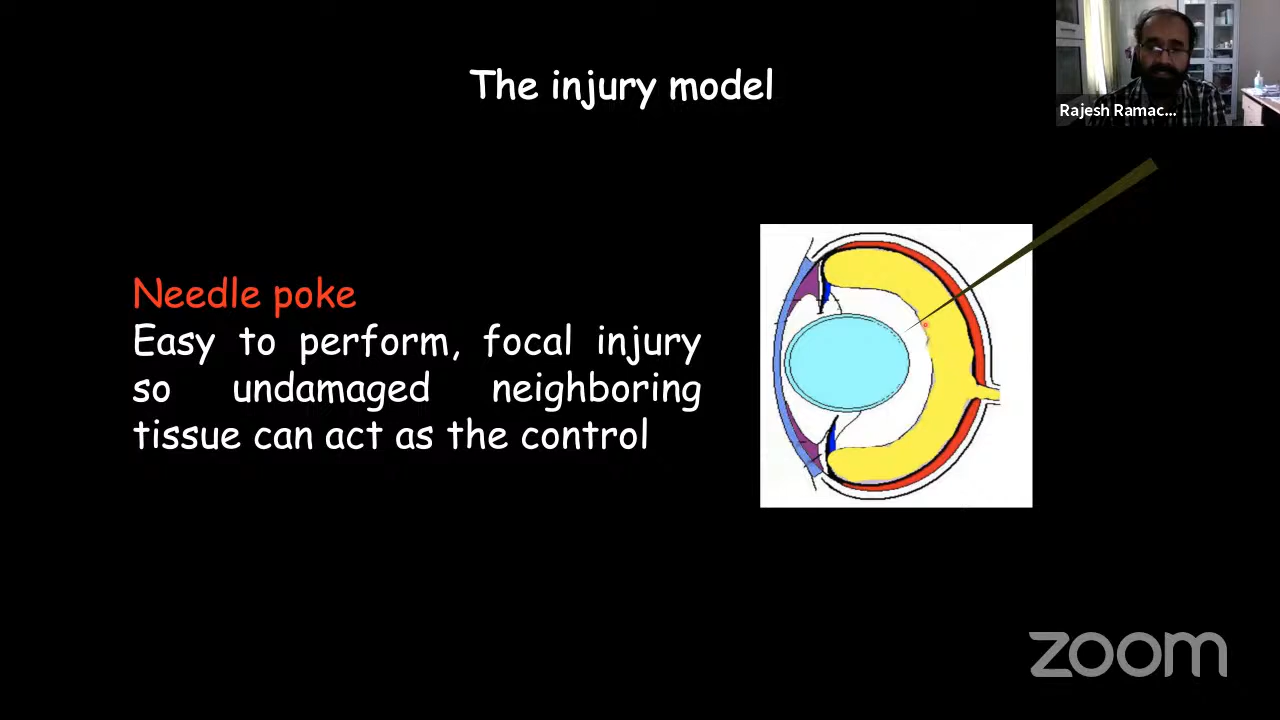 The injury model
Rajesh Ramac...
Needle poke
Easy to perform, focal injury
so undamaged neighboring
tissue can act as the control
zoom